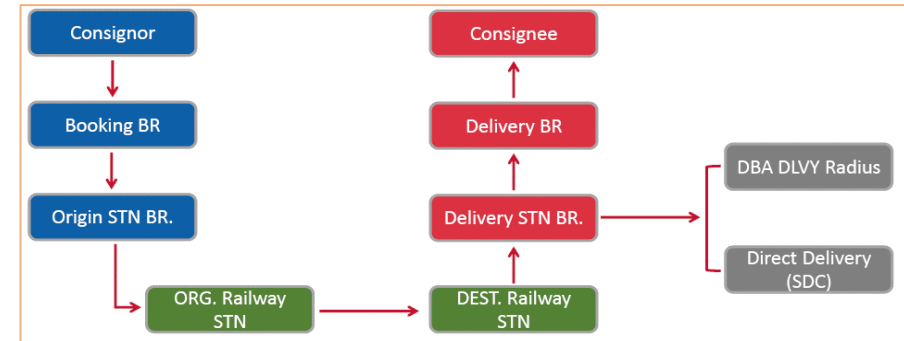 Consignor
Booking BR
Origin STN BR.
ORG. Railway
STN
DEST. Railway
STN
Delivery STN BR.
Delivery BR
Consignee
DBA DLVY Radius
Direct Delivery
(SDC)